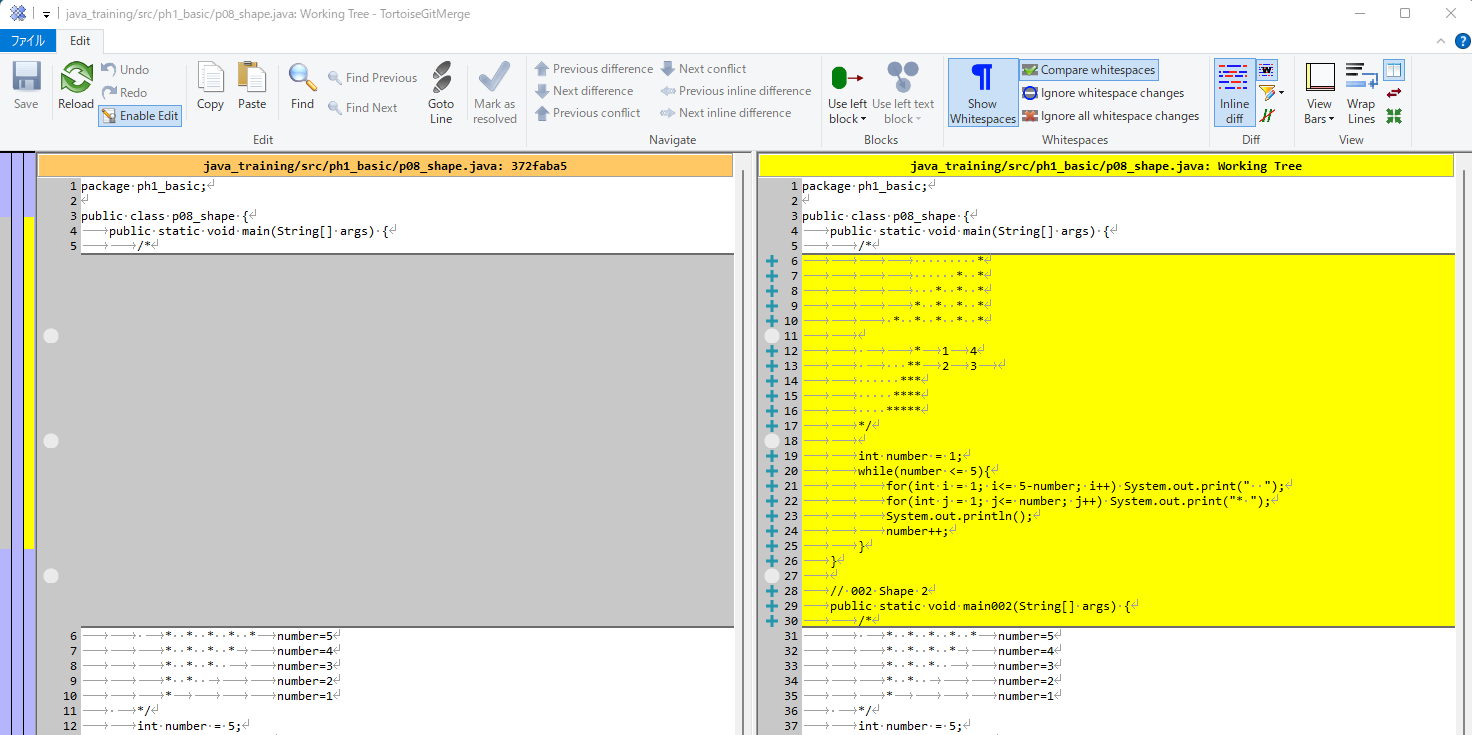 java_training/src/ph1_basic/p08_shape.java: Working Tree - TortoiseGitMerge
ファイル Edit
Save Reload Undo Redo Enable Edit Copy Paste Find Find Previous Find Next Goto Line Mark as resolved
Edit
Previous difference Next conflict
Next difference Previous inline difference
Previous conflict Next inline difference
Navigate
Use left block Use left text block
Blocks
Show Whitespaces
Compare whitespaces
Ignore whitespace changes
Ignore all whitespace changes
Whitespaces
Inline diff
Diff
View Bars Wrap Lines
View
java_training/src/ph1_basic/p08_shape.java: 372faba5
1 package ph1_basic;
2
3 public class p08_shape {
4 public static void main(String[] args) {
5 /*
6 * * * * * number=5
7 * * * * number=4
8 * * * number=3
9 * * number=2
10 * number=1
11 */
12 int number = 5;
java_training/src/ph1_basic/p08_shape.java: Working Tree
1 package ph1_basic;
2
3 public class p08_shape {
4 public static void main(String[] args) {
5 /*
6 *
7 * *
8 * * *
9 * * * *
10 * * * * *
11
12 * 1 4
13 ** 2 3
14 ***
15 ****
16 *****
17 */
18
19 int number = 1;
20 while(number <= 5){
21 for(int i = 1; i<= 5-number; i++) System.out.print("  ");
22 for(int j = 1; j<= number; j++) System.out.print("* ");
23 System.out.println();
24 number++;
25 }
26 }
27
28 // 002 Shape 2
29 public static void main002(String[] args) {
30 /*
31 * * * * * number=5
32 * * * * number=4
33 * * * number=3
34 * * number=2
35 * number=1
36 */
37 int number = 5;